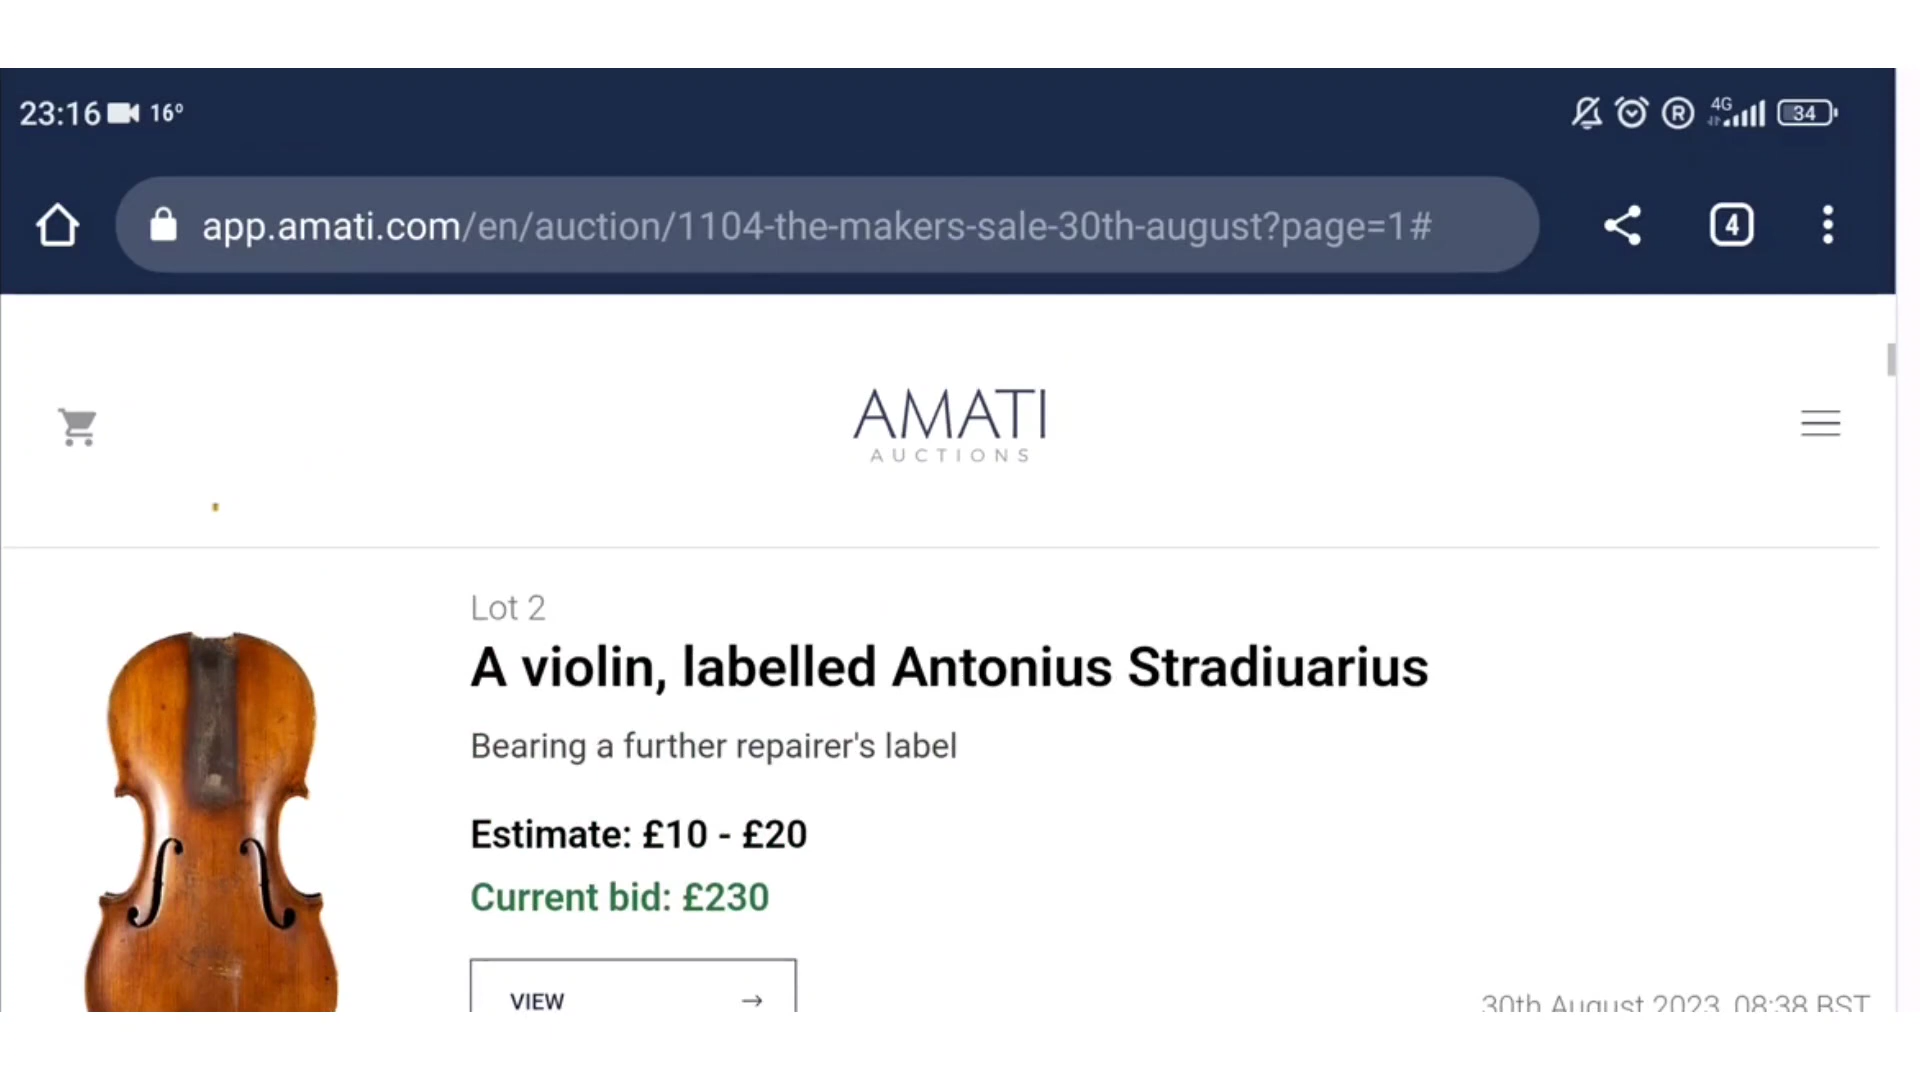 23:16 16°
4G 34
R
app.amati.com/en/auction/1104-the-makers-sale-30th-august?page=1#
4
AMATI
AUCTIONS
Lot 2
A violin, labelled Antonius Stradiuarius
Bearing a further repairer's label
Estimate: £10 - £20
Current bid: £230
VIEW →
30th August 2023, 08:38 BST